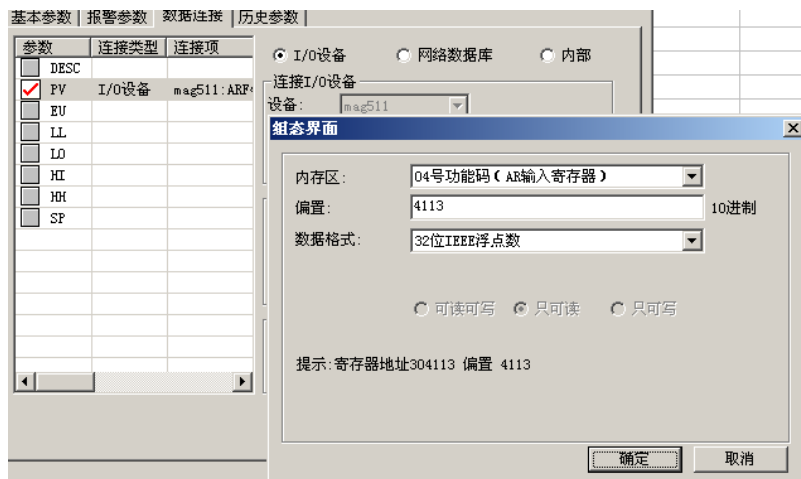 基本参数 报警参数 数据连接 历史参数
参数 连接类型 连接项
DESC
PV I/O设备 mag511:ARF
EU
LL
LO
HI
HH
SP
I/O设备 网络数据库 内部
连接I/O设备
设备: mag511
组态界面
内存区: 04号功能码(AR输入寄存器)
偏置: 4113 10进制
数据格式: 32位IEEE浮点数
可读可写 只可读 只可写
提示:寄存器地址304113 偏置 4113
确定 取消